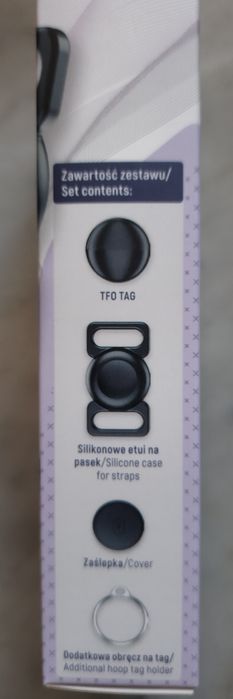 Zawartość zestawu/
Set contents:
TFO TAG
Silikonowe etui na
pasek/Silicone case
for straps
Zaślepka/Cover
Dodatkowa obręcz na tag/
Additional hoop tag holder